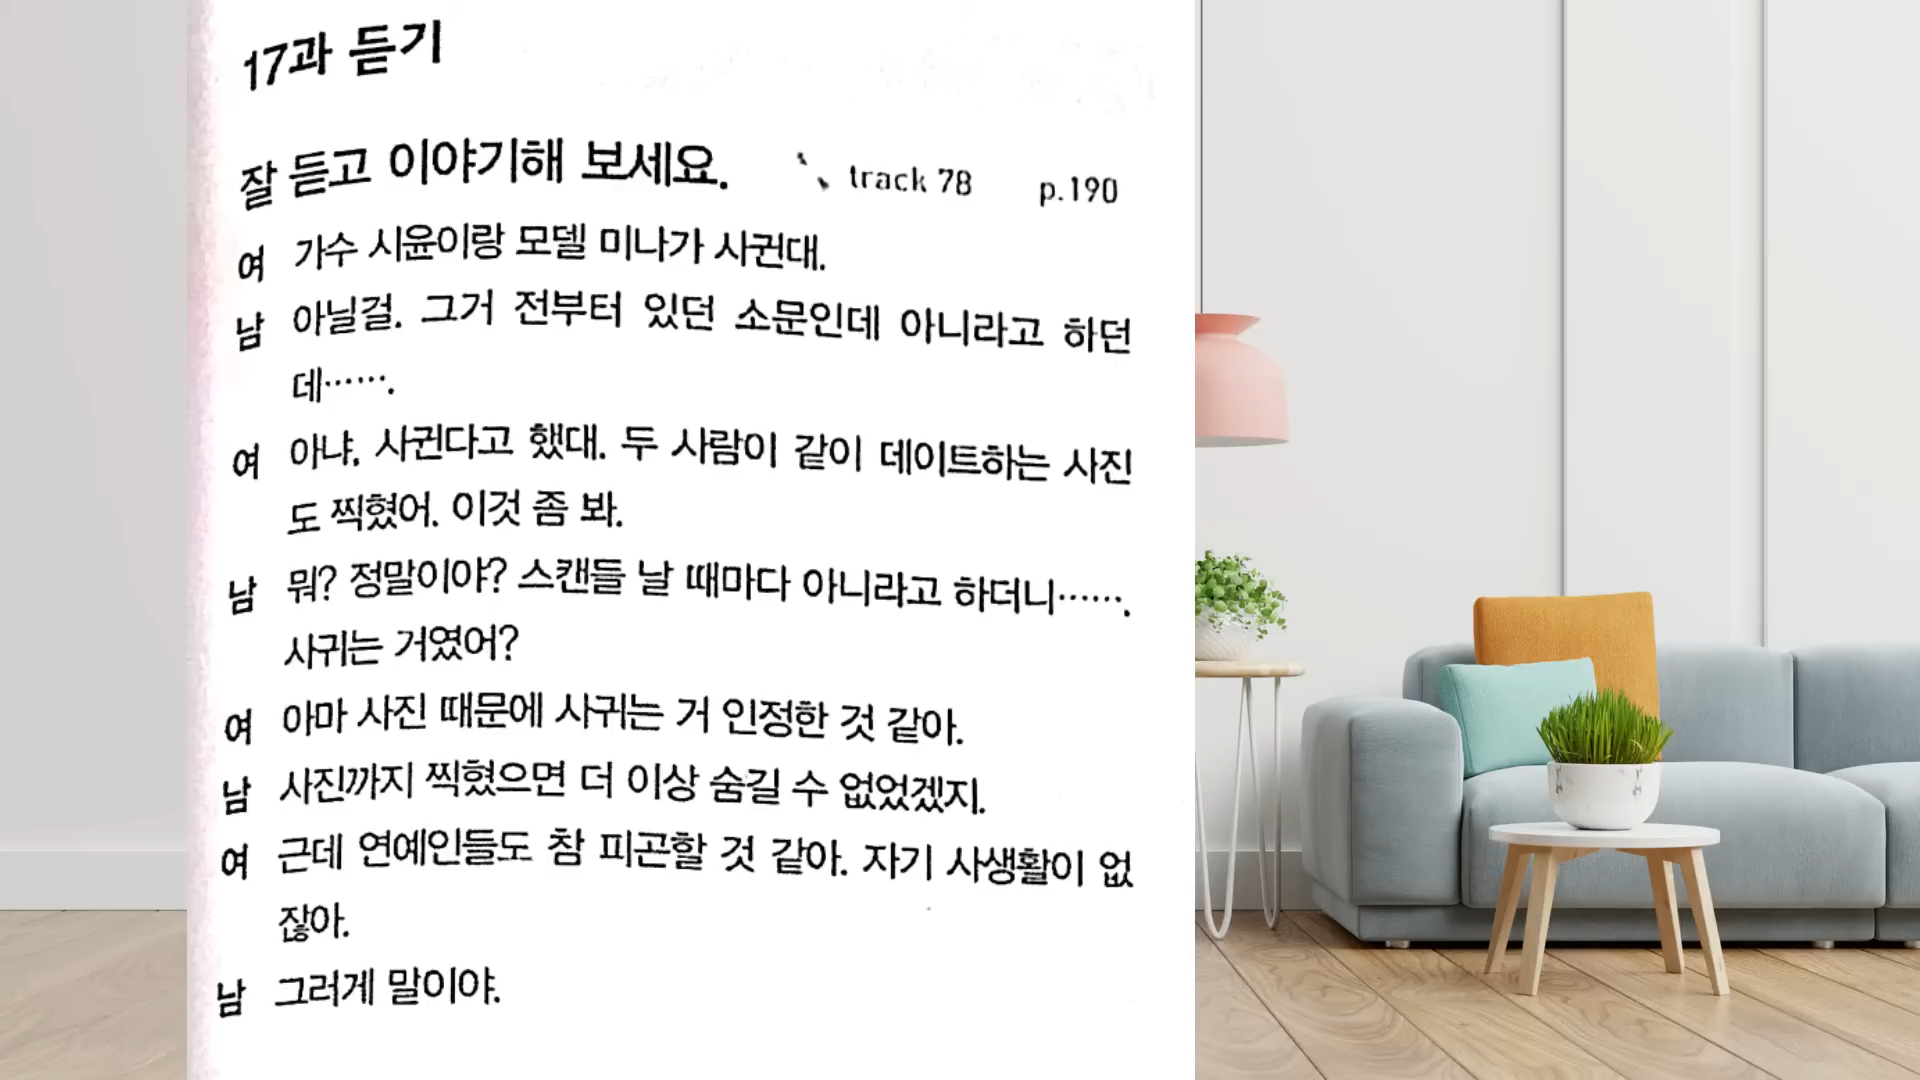 17과 듣기
잘 듣고 이야기해 보세요. track 78 p.190
여 가수 시윤이랑 모델 미나가 사귄대.
남 아닐걸. 그거 전부터 있던 소문인데 아니라고 하던
데…….
여 아냐, 사귄다고 했대. 두 사람이 같이 데이트하는 사진
도 찍혔어. 이것 좀 봐.
남 뭐? 정말이야? 스캔들 날 때마다 아니라고 하더니…….
사귀는 거였어?
여 아마 사진 때문에 사귀는 거 인정한 것 같아.
남 사진까지 찍혔으면 더 이상 숨길 수 없었겠지.
여 근데 연예인들도 참 피곤할 것 같아. 자기 사생활이 없
잖아.
남 그러게 말이야.